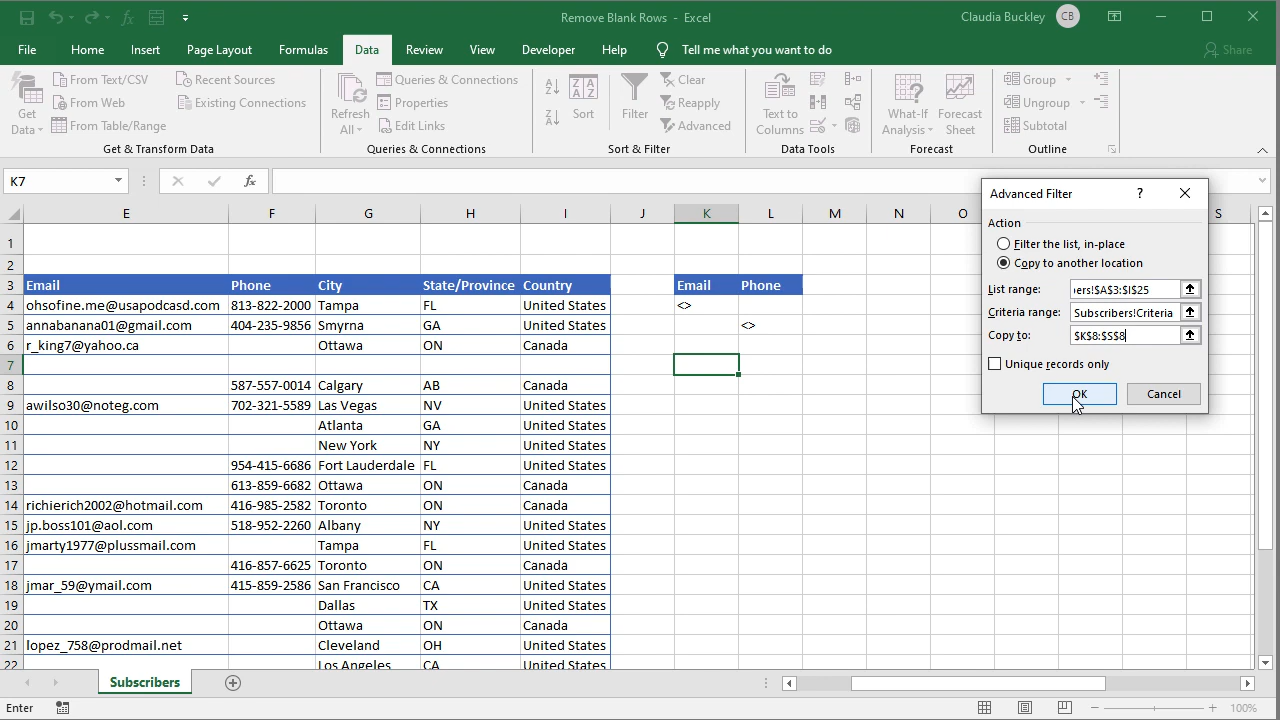 Remove Blank Rows - Excel
Claudia Buckley CB
File Home Insert Page Layout Formulas Data Review View Developer Help Tell me what you want to do Share
Get Data
From Text/CSV
From Web
From Table/Range
Recent Sources
Existing Connections
Get & Transform Data
Refresh All
Queries & Connections
Properties
Edit Links
Queries & Connections
Sort
Filter
Clear
Reapply
Advanced
Sort & Filter
Text to Columns
Data Tools
What-If Analysis
Forecast Sheet
Forecast
Group
Ungroup
Subtotal
Outline
K7 fx
E F G H I J K L M N O S
1
2
3 Email Phone City State/Province Country Email Phone
4 ohsofine.me@usapodcasd.com 813-822-2000 Tampa FL United States <>
5 annabanana01@gmail.com 404-235-9856 Smyrna GA United States <>
6 r_king7@yahoo.ca Ottawa ON Canada
7
8 587-557-0014 Calgary AB Canada
9 awilso30@noteg.com 702-321-5589 Las Vegas NV United States
10 Atlanta GA United States
11 New York NY United States
12 954-415-6686 Fort Lauderdale FL United States
13 613-859-6682 Ottawa ON Canada
14 richierich2002@hotmail.com 416-985-2582 Toronto ON Canada
15 jp.boss101@aol.com 518-952-2260 Albany NY United States
16 jmarty1977@plussmail.com Tampa FL United States
17 416-857-6625 Toronto ON Canada
18 jmar_59@ymail.com 415-859-2586 San Francisco CA United States
19 Dallas TX United States
20 Ottawa ON Canada
21 lopez_758@prodmail.net Cleveland OH United States
22 Los Angeles CA United States
Advanced Filter ?
Action
Filter the list, in-place
Copy to another location
List range: ers!$A$3:$I$25
Criteria range: Subscribers!Criteria
Copy to: $K$8:$S$8
Unique records only
OK Cancel
Subscribers
Enter 100%